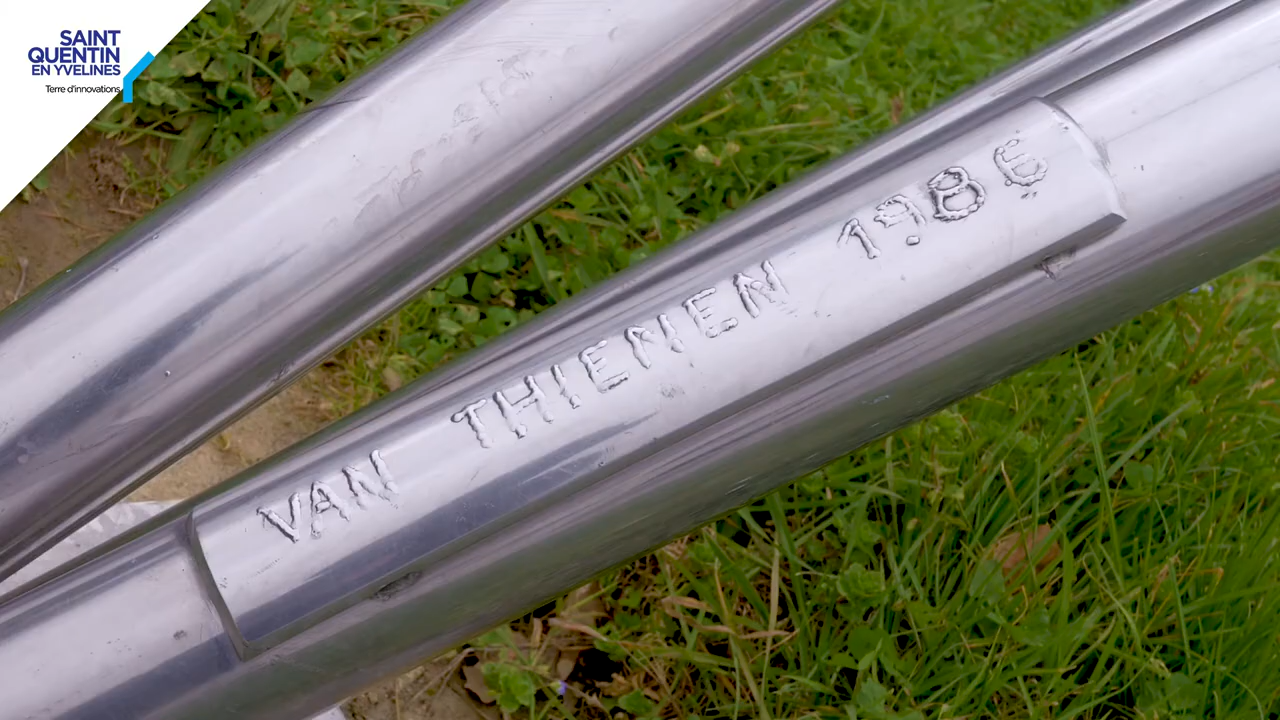 SAINT
QUENTIN
EN YVELINES
Terre d'innovations
VAN THIENEN 1986